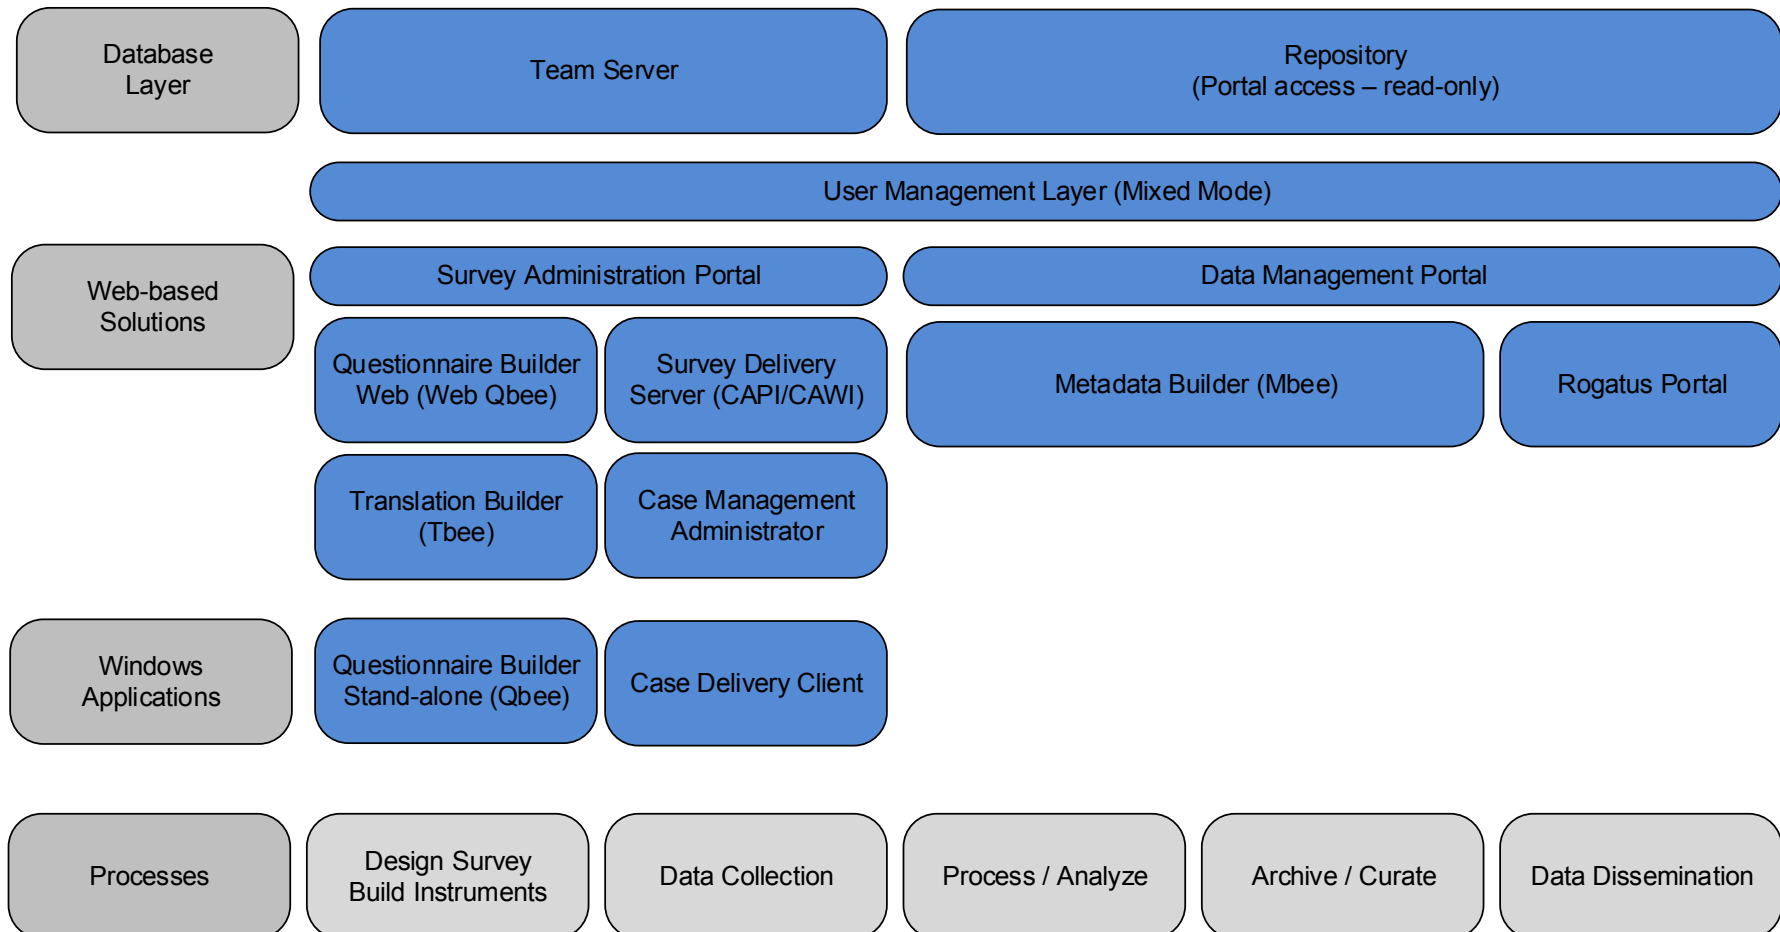 Database
Layer
Team Server
Repository
(Portal access – read-only)
User Management Layer (Mixed Mode)
Web-based
Solutions
Survey Administration Portal
Data Management Portal
Questionnaire Builder
Web (Web Qbee)
Survey Delivery
Server (CAPI/CAWI)
Metadata Builder (Mbee)
Rogatus Portal
Translation Builder
(Tbee)
Case Management
Administrator
Windows
Applications
Questionnaire Builder
Stand-alone (Qbee)
Case Delivery Client
Processes
Design Survey
Build Instruments
Data Collection
Process / Analyze
Archive / Curate
Data Dissemination